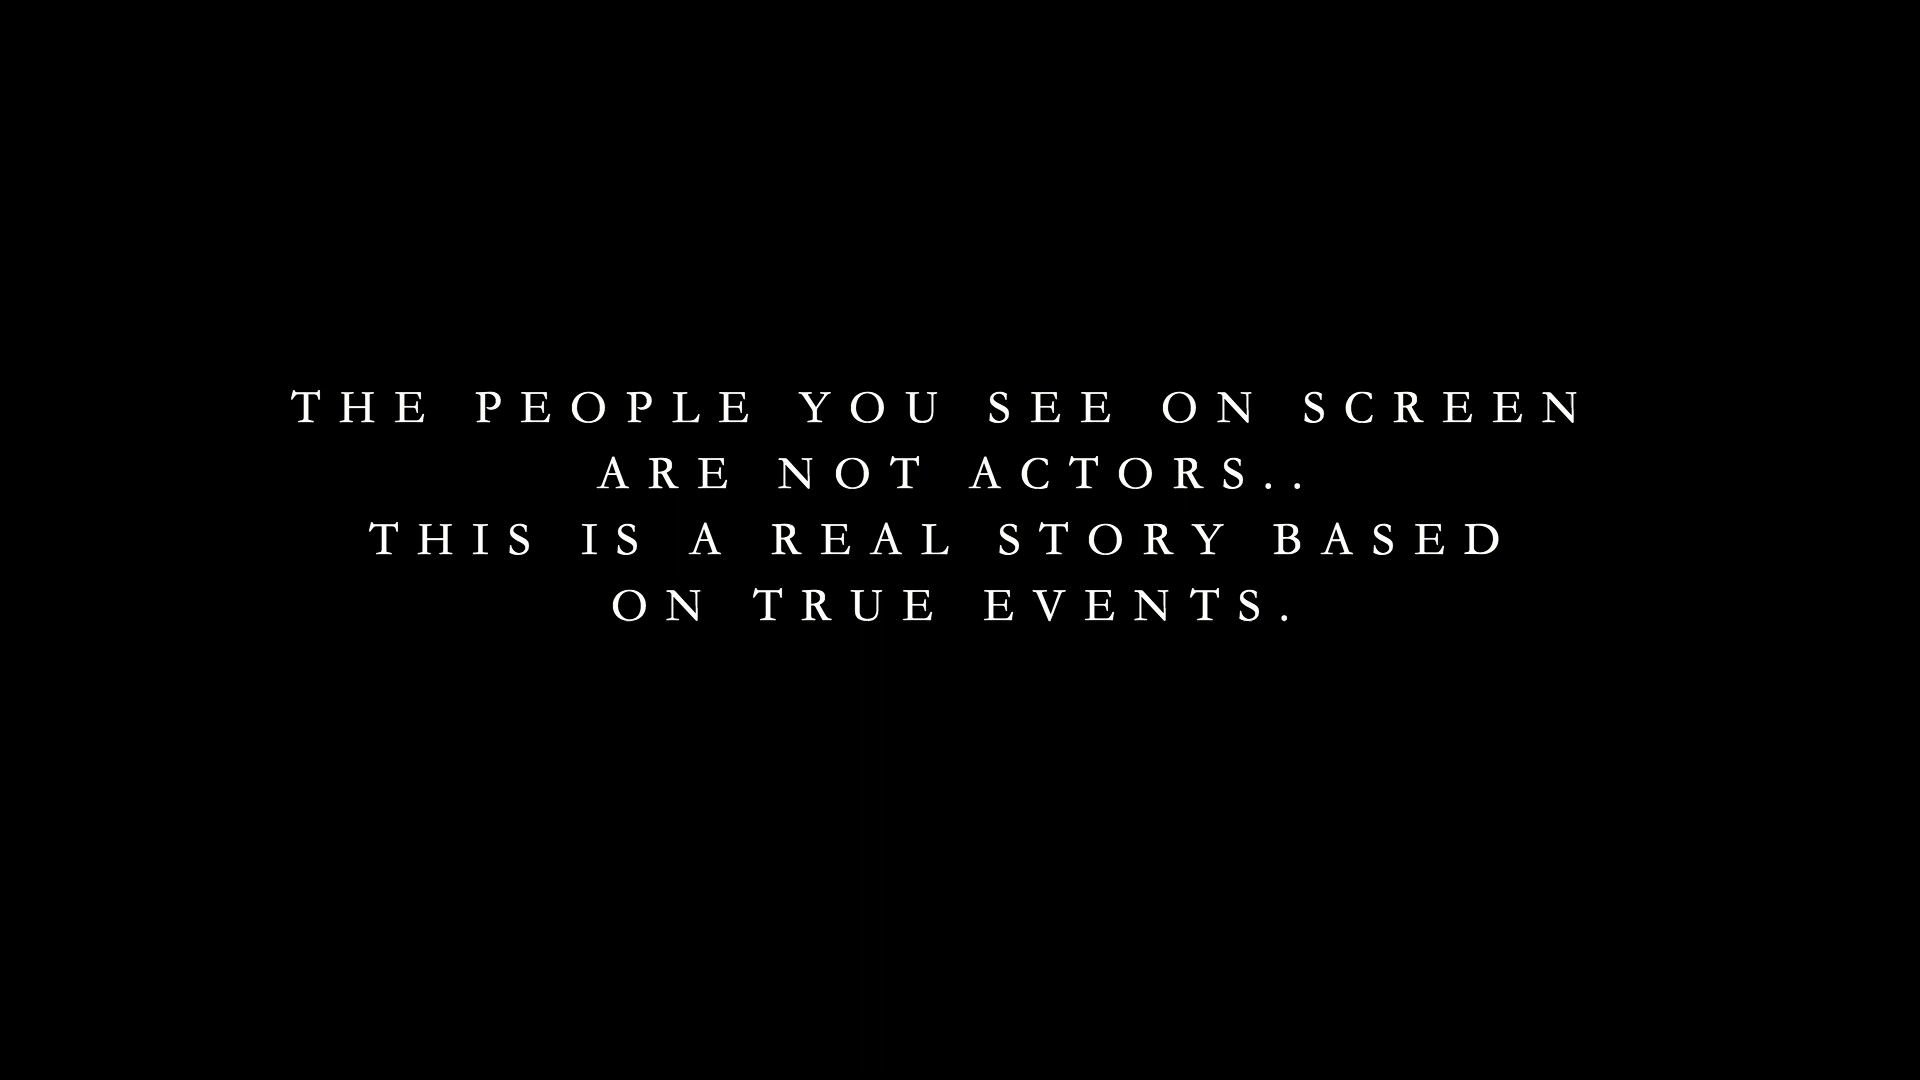 THE PEOPLE YOU SEE ON SCREEN
ARE NOT ACTORS..
THIS IS A REAL STORY BASED
ON TRUE EVENTS.